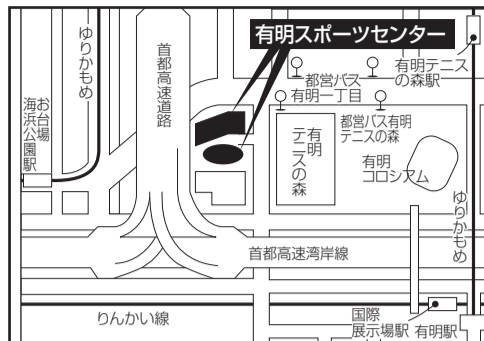 有明スポーツセンター
ゆりかもめ
首都高速道路
お台場
海浜公園駅
有明テニス
の森駅
都営バス
有明一丁目
都営バス有明
テニスの森
有明
テニスの森
有明
コロシアム
ゆりかもめ
首都高速湾岸線
りんかい線
国際
展示場駅
有明駅